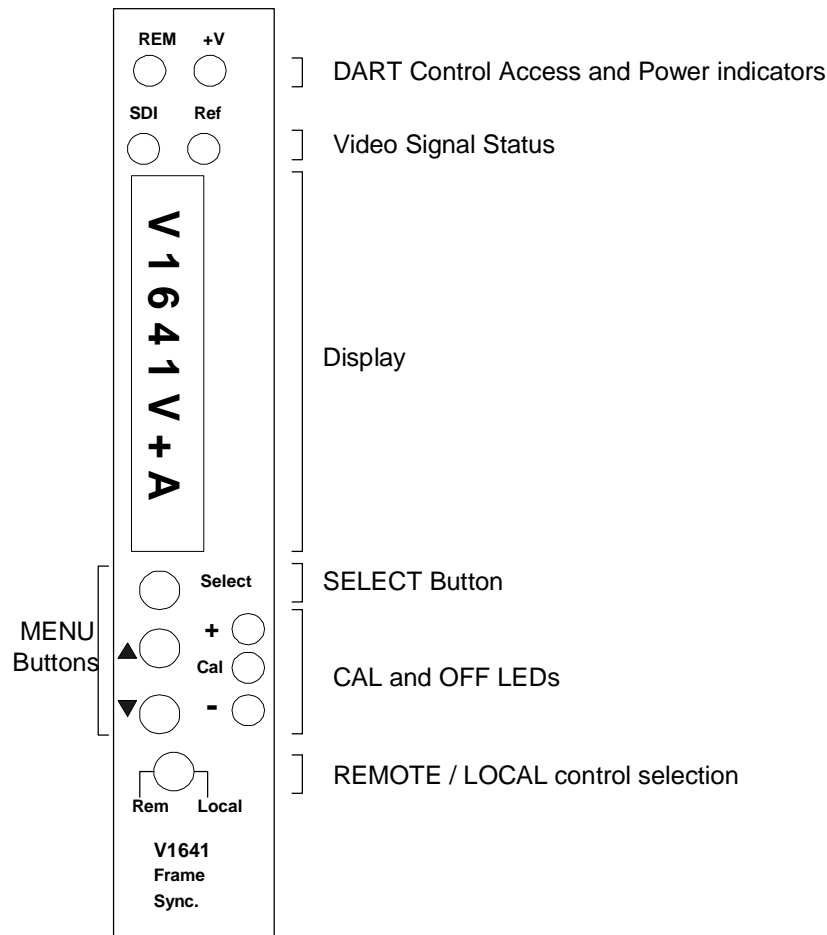 REM +V
DART Control Access and Power indicators
SDI Ref
Video Signal Status
V1641V+A
Display
Select
SELECT Button
MENU
Buttons
+
Cal
-
CAL and OFF LEDs
REMOTE / LOCAL control selection
Rem Local
V1641
Frame
Sync.